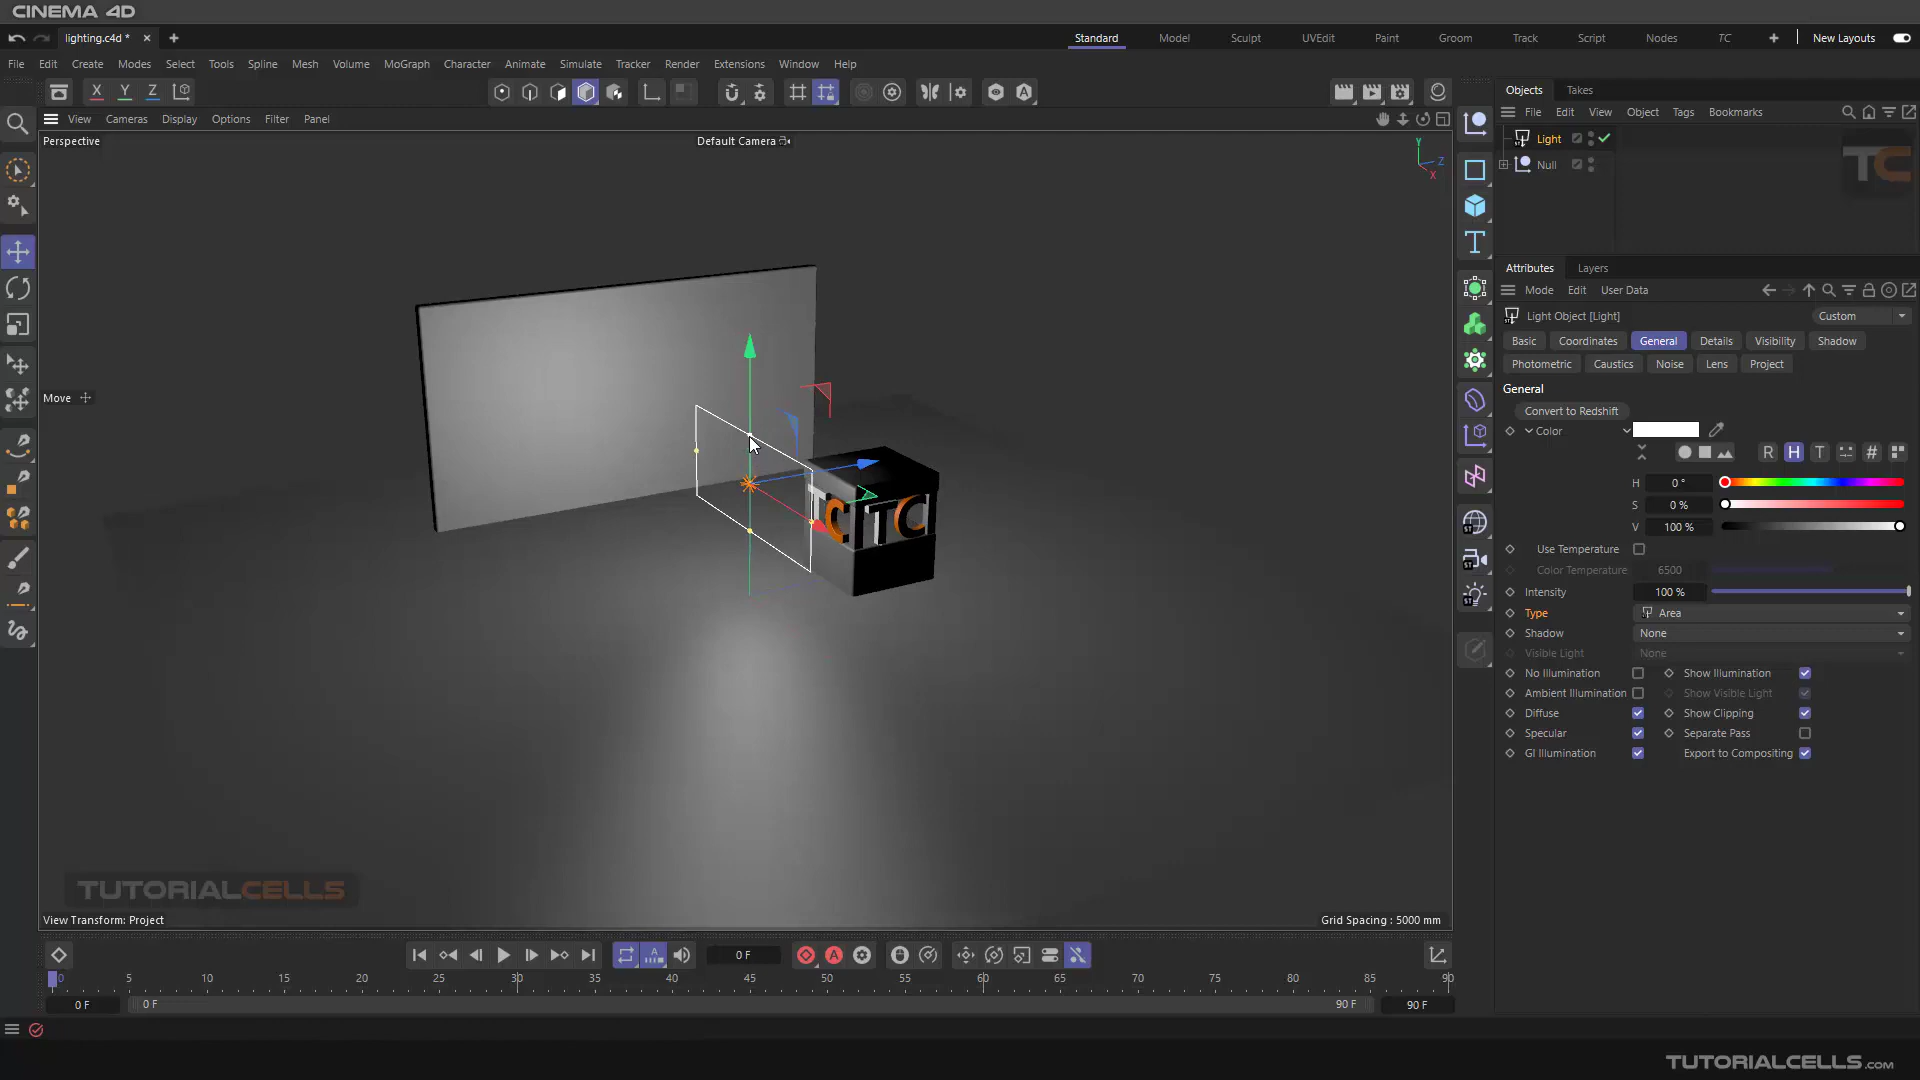 CINEMA 4D
lighting.c4d *
Standard Model Sculpt UVEdit Paint Groom Track Script Nodes TC New Layouts
File Edit Create Modes Select Tools Spline Mesh Volume MoGraph Character Animate Simulate Tracker Render Extensions Window Help
X Y Z
View Cameras Display Options Filter Panel
Perspective
Default Camera
Y
Z
X
Move
TC TC
TUTORIALCELLS
View Transform: Project
Grid Spacing : 5000 mm
0 F
0 5 10 15 20 25 30 35 40 45 50 55 60 65 70 75 80 85 90
0 F 0 F 90 F 90 F
Objects Takes
File Edit View Object Tags Bookmarks
Light
Null
TC
Attributes Layers
Mode Edit User Data
Light Object [Light] Custom
Basic Coordinates General Details Visibility Shadow
Photometric Caustics Noise Lens Project
General
Convert to Redshift
Color
R H T #
H 0 °
S 0 %
V 100 %
Use Temperature
Color Temperature 6500
Intensity 100 %
Type Area
Shadow None
Visible Light None
No Illumination Show Illumination
Ambient Illumination Show Visible Light
Diffuse Show Clipping
Specular Separate Pass
GI Illumination Export to Compositing
TUTORIALCELLS.COM